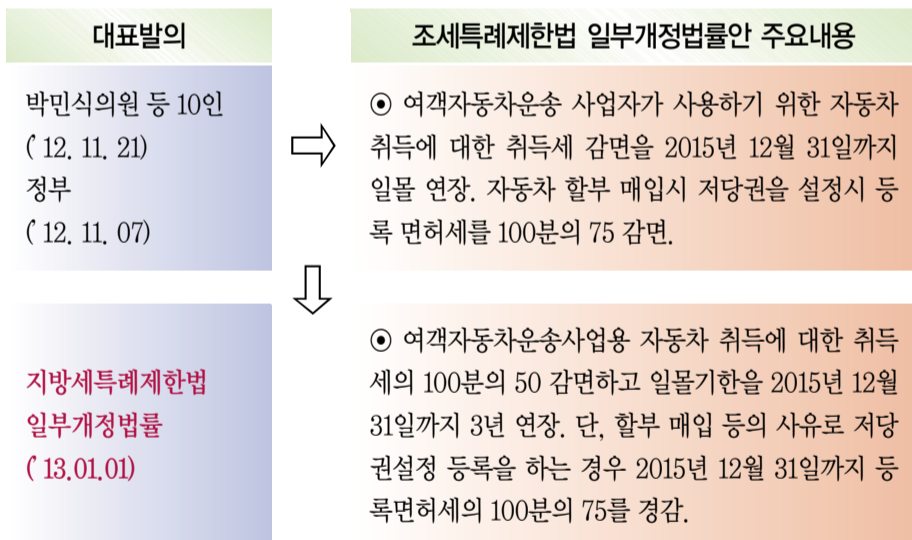 대표발의
조세특례제한법 일부개정법률안 주요내용
박민식의원 등 10인
(‘12. 11. 21)
정부
(‘12. 11. 07)
⊙ 여객자동차운송 사업자가 사용하기 위한 자동차
취득에 대한 취득세 감면을 2015년 12월 31일까지
일몰 연장. 자동차 할부 매입시 저당권을 설정시 등
록 면허세를 100분의 75 감면.
지방세특례제한법
일부개정법률
(‘13.01.01)
⊙ 여객자동차운송사업용 자동차 취득에 대한 취득
세의 100분의 50 감면하고 일몰기한을 2015년 12월
31일까지 3년 연장. 단, 할부 매입 등의 사유로 저당
권설정 등록을 하는 경우 2015년 12월 31일까지 등
록면허세의 100분의 75를 경감.